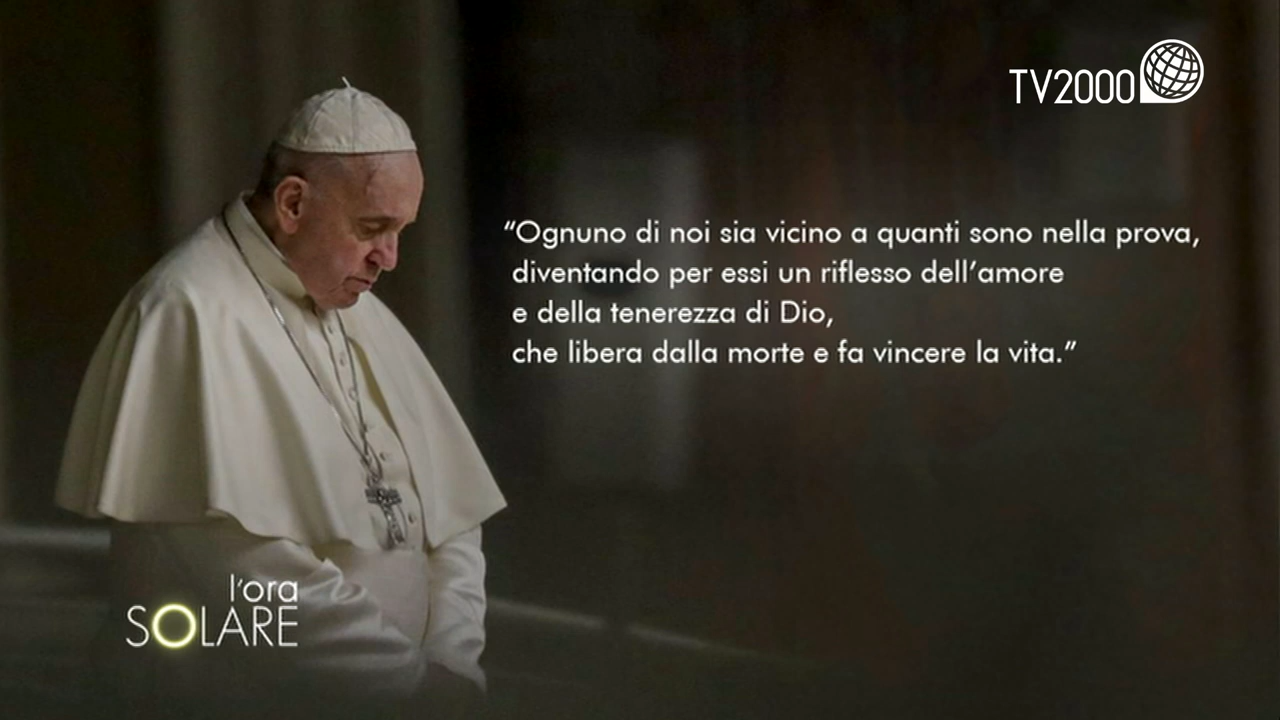 TV2000
“Ognuno di noi sia vicino a quanti sono nella prova,
diventando per essi un riflesso dell’amore
e della tenerezza di Dio,
che libera dalla morte e fa vincere la vita.”
l’ora
SOLARE